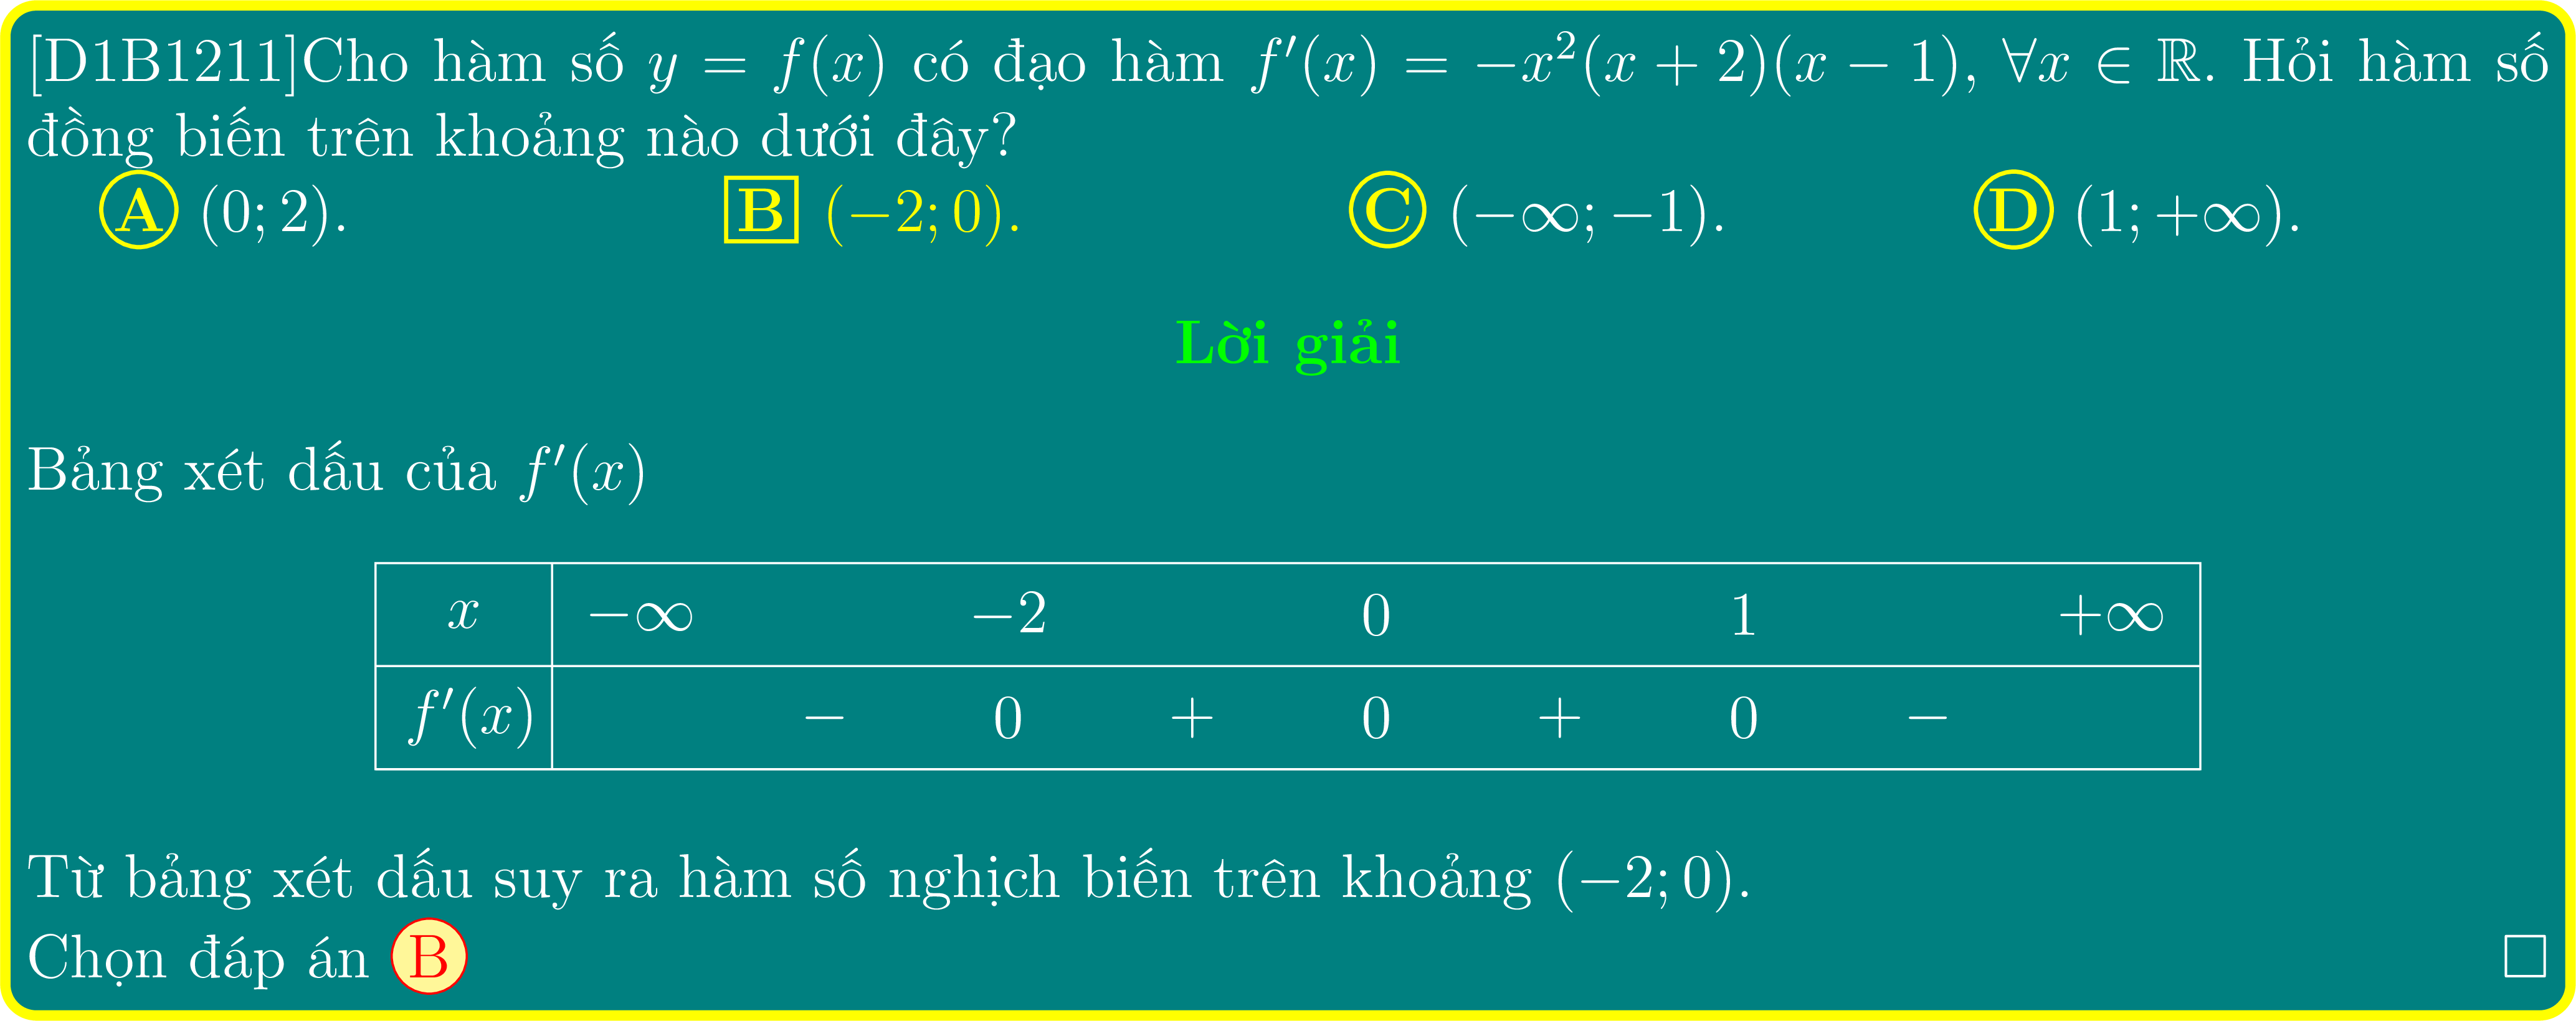 [D1B1211]Cho hàm số y = f(x) có đạo hàm f′(x) = −x²(x + 2)(x − 1), ∀x ∈ ℝ. Hỏi hàm số
đồng biến trên khoảng nào dưới đây?
A (0; 2). B (−2; 0). C (−∞; −1). D (1; +∞).
Lời giải
Bảng xét dấu của f′(x)
x −∞ −2 0 1 +∞
f′(x) − 0 + 0 + 0 −
Từ bảng xét dấu suy ra hàm số nghịch biến trên khoảng (−2; 0).
Chọn đáp án B □